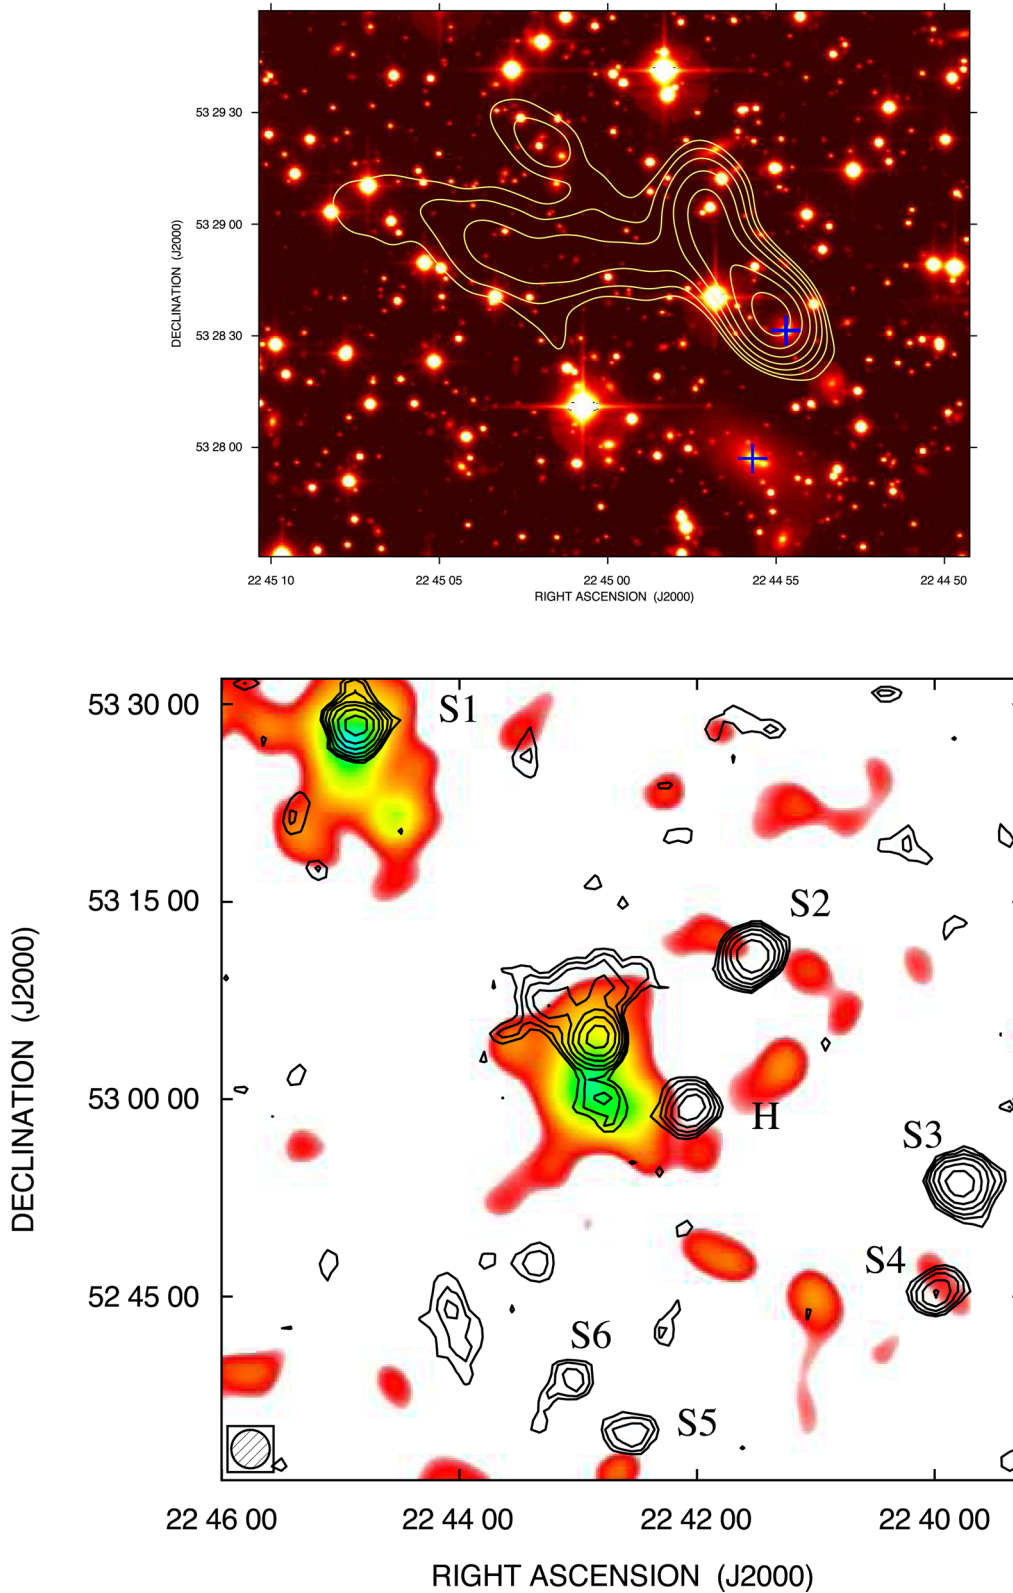 53 29 30
53 29 00
53 28 30
53 28 00
DECLINATION (J2000)
22 45 10
22 45 05
22 45 00
22 44 55
22 44 50
RIGHT ASCENSION (J2000)
53 30 00
53 15 00
53 00 00
52 45 00
DECLINATION (J2000)
S1
S2
H
S3
S4
S6
S5
22 46 00
22 44 00
22 42 00
22 40 00
RIGHT ASCENSION (J2000)